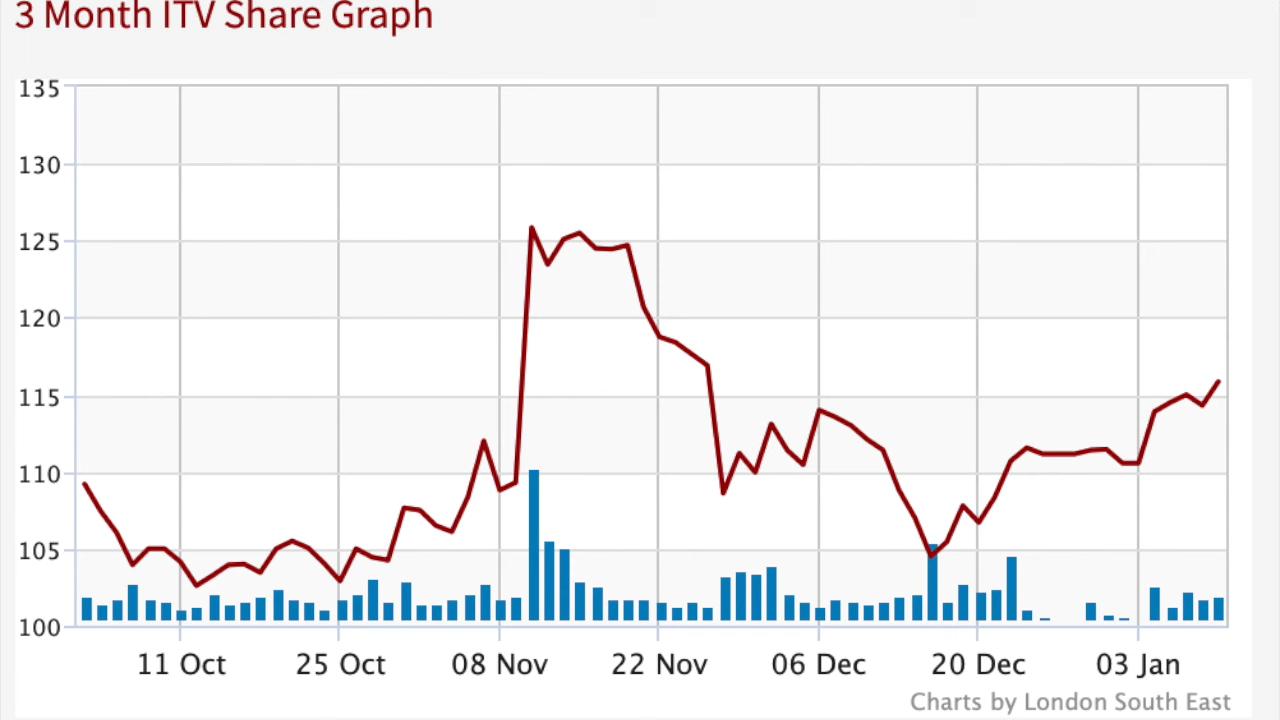 3 Month ITV Share Graph
135
130
125
120
115
110
105
100
11 Oct 25 Oct 08 Nov 22 Nov 06 Dec 20 Dec 03 Jan
Charts by London South East